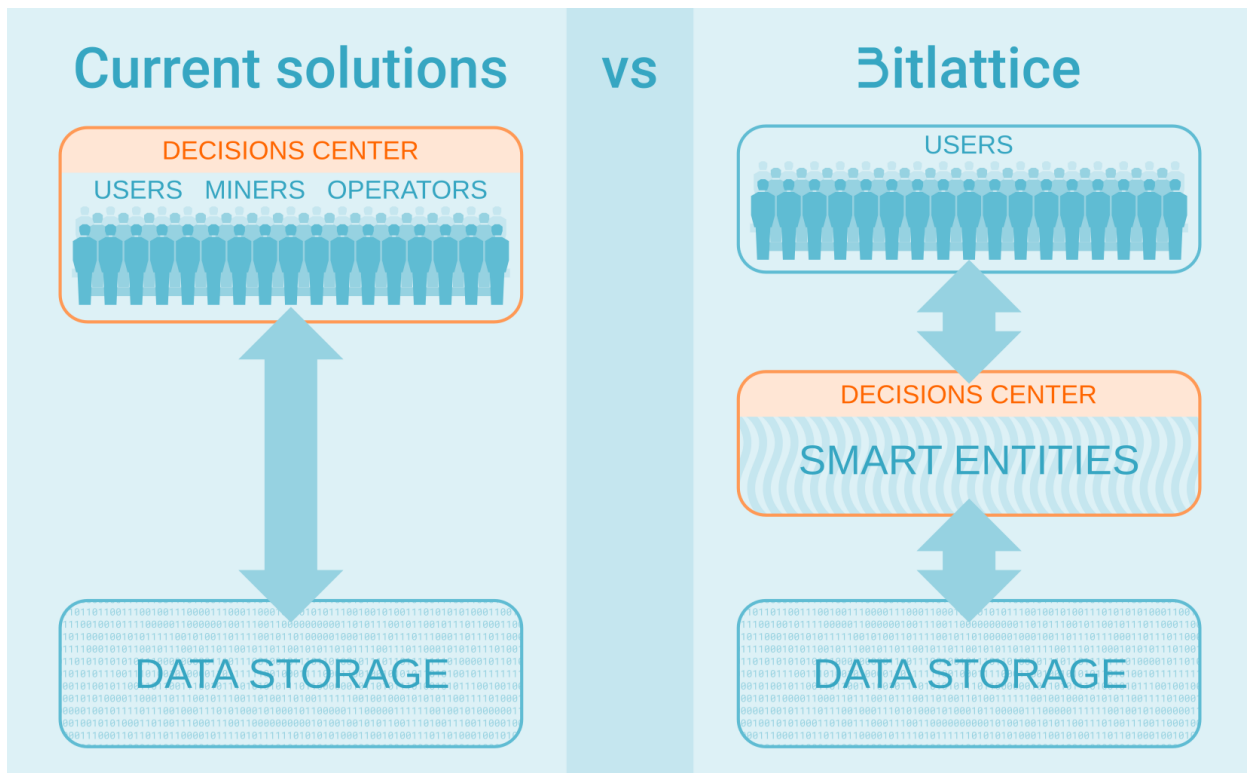 Current solutions
vs
Bitlattice
DECISIONS CENTER
USERS MINERS OPERATORS
DATA STORAGE
USERS
DECISIONS CENTER
SMART ENTITIES
DATA STORAGE